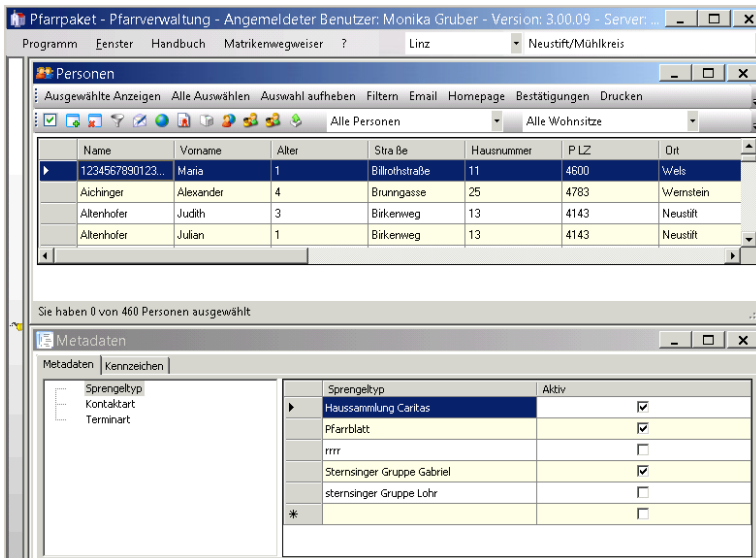 Pfarrpaket - Pfarrverwaltung - Angemeldeter Benutzer: Monika Gruber - Version: 3.00.09 - Server: ...
Programm Fenster Handbuch Matrikenwegweiser ? Linz Neustift/Mühlkreis
Personen
Ausgewählte Anzeigen Alle Auswählen Auswahl aufheben Filtern Email Homepage Bestätigungen Drucken
Alle Personen Alle Wohnsitze
Name Vorname Alter Straße Hausnummer PLZ Ort
1234567890123... Maria 1 Billrothstraße 11 4600 Wels
Aichinger Alexander 4 Brunngasse 25 4783 Wernstein
Altenhofer Judith 3 Birkenweg 13 4143 Neustift
Altenhofer Julian 1 Birkenweg 13 4143 Neustift
Sie haben 0 von 460 Personen ausgewählt
Metadaten
Metadaten Kennzeichen
Sprengeltyp
Kontaktart
Terminart
Sprengeltyp Aktiv
Haussammlung Caritas
Pfarrblatt
rrrr
Sternsinger Gruppe Gabriel
sternsinger Gruppe Lohr